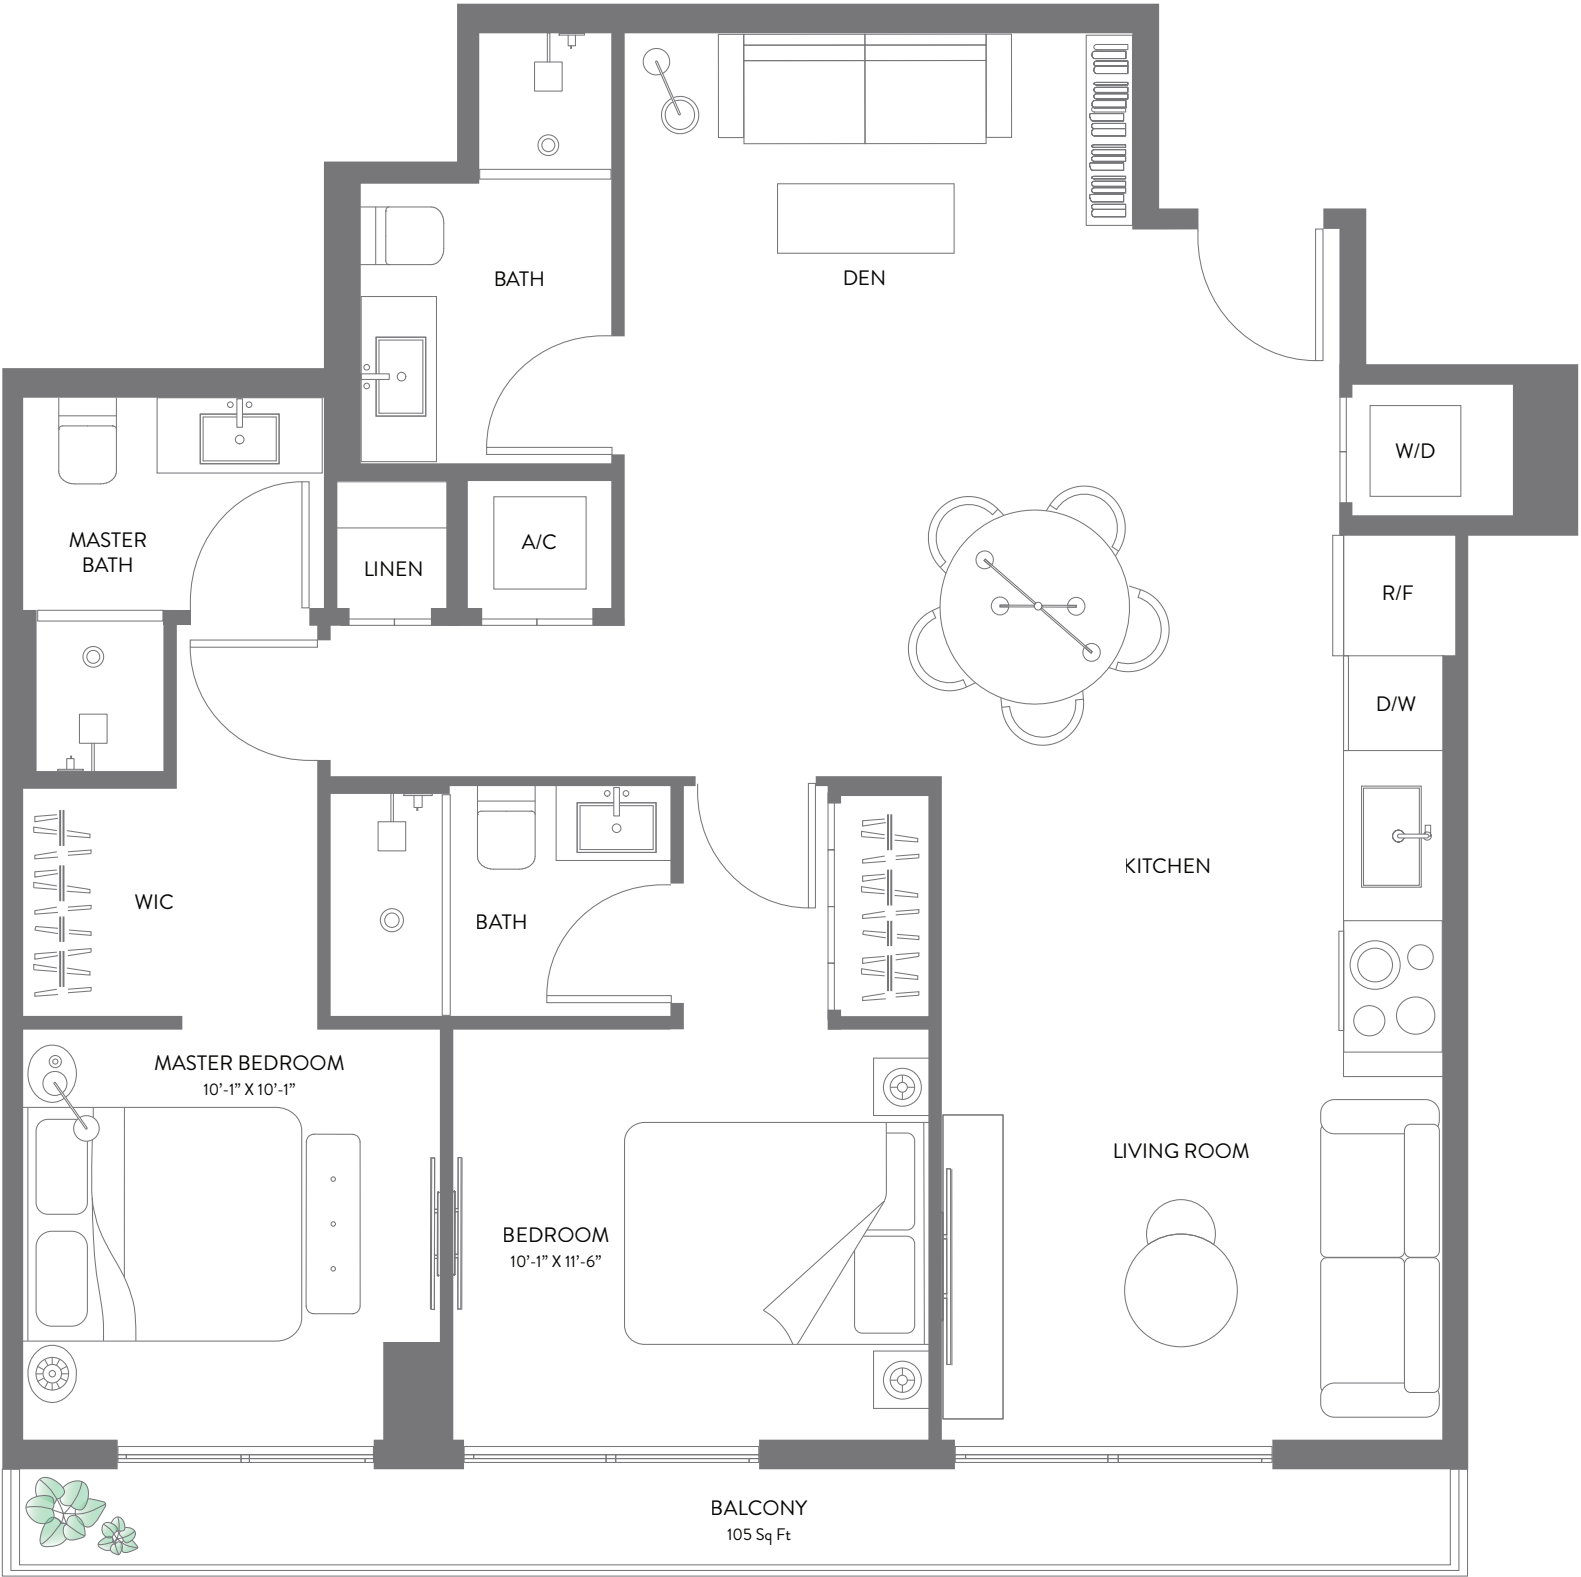 BATH
DEN
W/D
MASTER
BATH
LINEN
A/C
R/F
D/W
KITCHEN
WIC
BATH
MASTER BEDROOM
10'-1” X 10'-1”
LIVING ROOM
BEDROOM
10'-1” X 11'-6”
BALCONY
105 Sq Ft